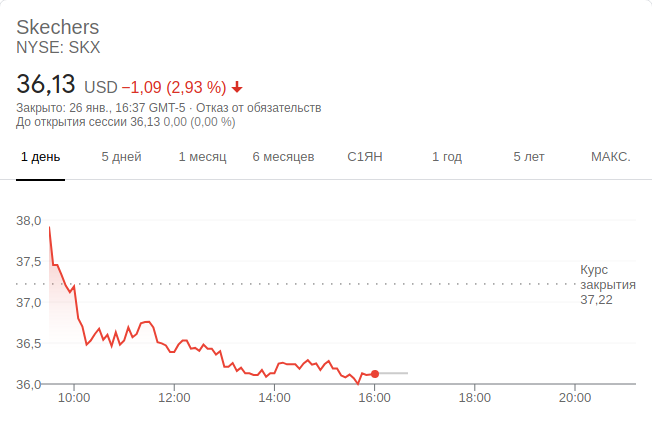 Skechers
NYSE: SKX
36,13 USD −1,09 (2,93 %)
Закрыто: 26 янв., 16:37 GMT-5 · Отказ от обязательств
До открытия сессии 36,13 0,00 (0,00 %)
1 день 5 дней 1 месяц 6 месяцев С1ЯН 1 год 5 лет МАКС.
38,0
37,5
Курс
закрытия
37,22
37,0
36,5
36,0
10:00 12:00 14:00 16:00 18:00 20:00